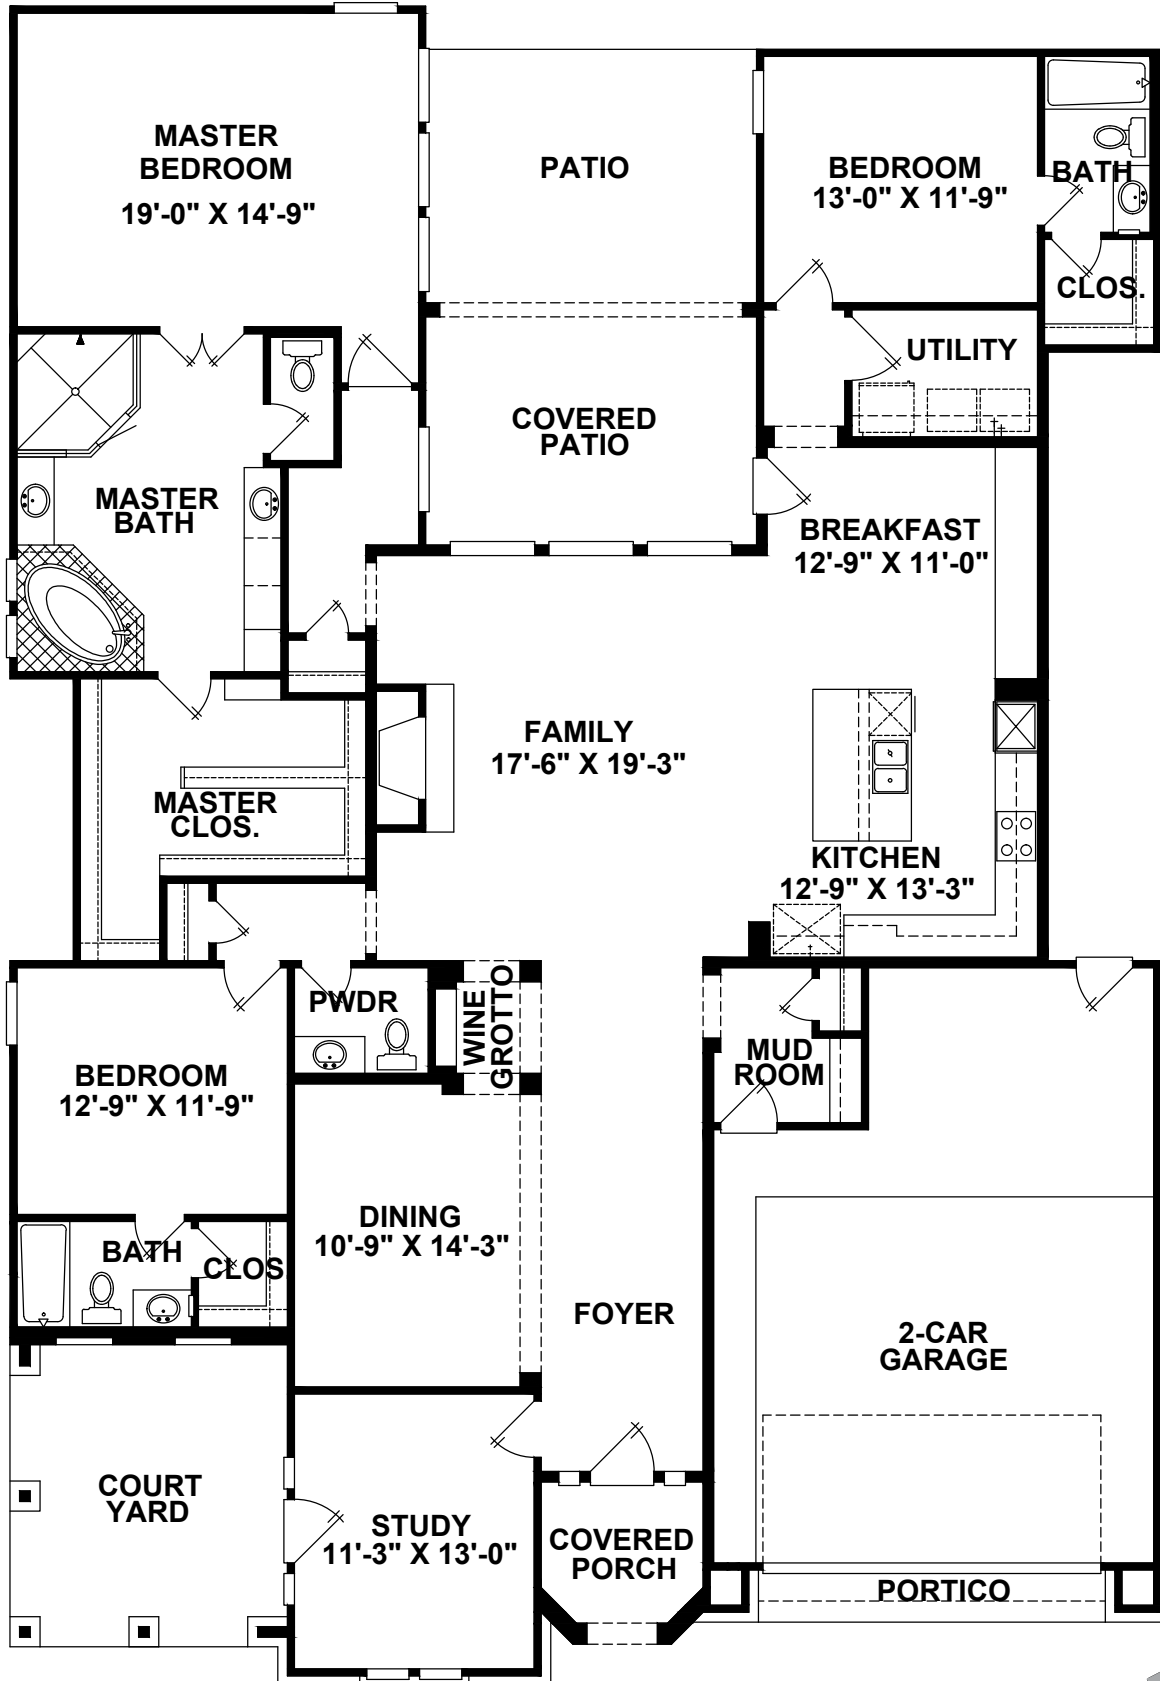 MASTER
BEDROOM
19'-0" X 14'-9"
PATIO
BEDROOM
13'-0" X 11'-9"
BATH
CLOS.
UTILITY
COVERED
PATIO
MASTER
BATH
BREAKFAST
12'-9" X 11'-0"
FAMILY
17'-6" X 19'-3"
MASTER
CLOS.
KITCHEN
12'-9" X 13'-3"
PWDR
WINE
GROTTO
MUD
ROOM
BEDROOM
12'-9" X 11'-9"
DINING
10'-9" X 14'-3"
BATH
CLOS.
FOYER
2-CAR
GARAGE
COURT
YARD
STUDY
11'-3" X 13'-0"
COVERED
PORCH
PORTICO